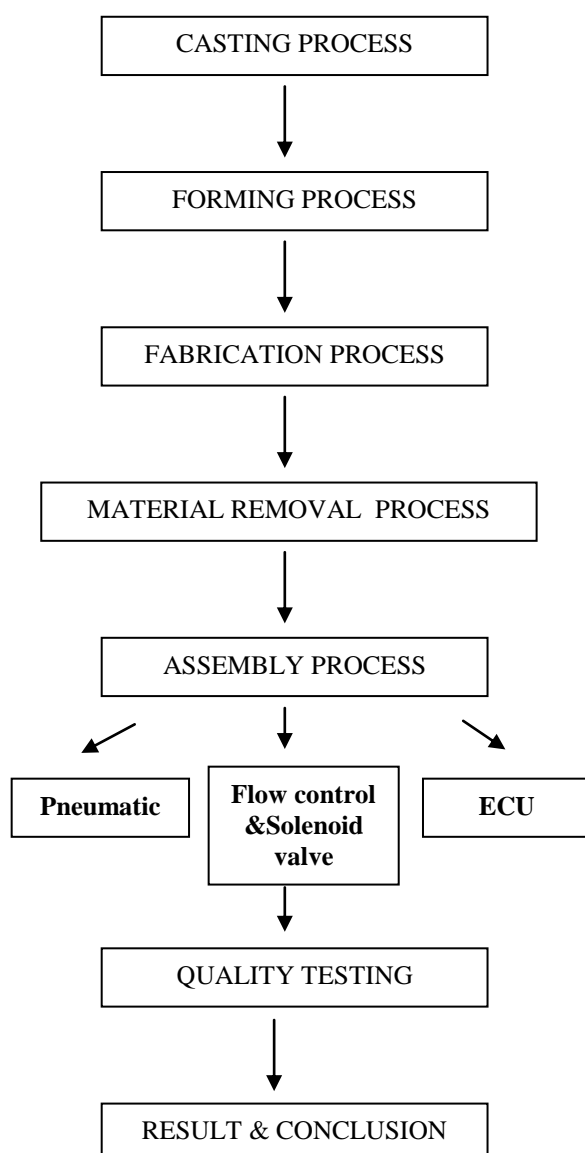 CASTING PROCESS
FORMING PROCESS
FABRICATION PROCESS
MATERIAL REMOVAL  PROCESS
ASSEMBLY PROCESS
Pneumatic
Flow control
&Solenoid
valve
ECU
QUALITY TESTING
RESULT & CONCLUSION